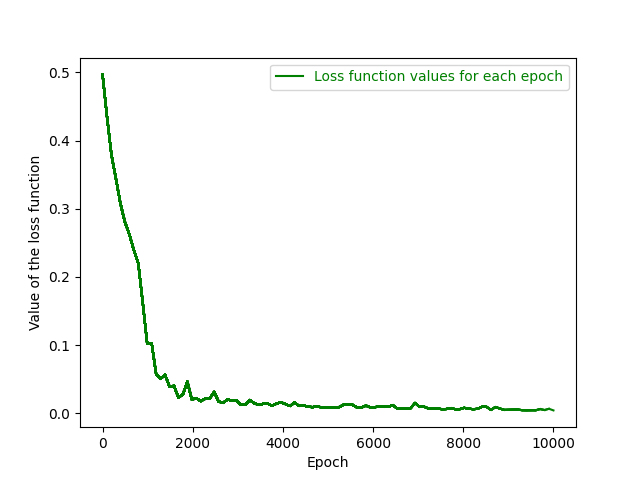 Loss function values for each epoch
0.5
0.4
0.3
0.2
0.1
0.0
Value of the loss function
0 2000 4000 6000 8000 10000
Epoch